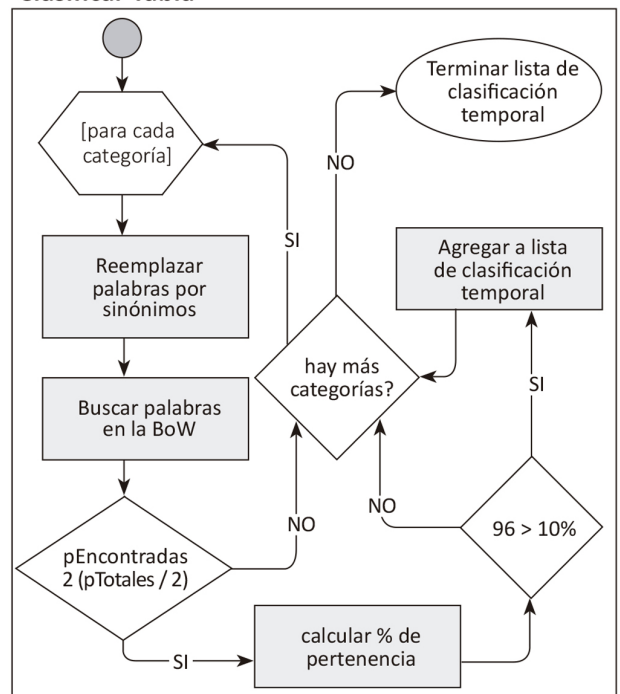 [para cada
categoría]
Reemplazar
palabras por
sinónimos
Buscar palabras
en la BoW
pEncontradas
2 (pTotales / 2)
SI
calcular % de
pertenencia
96 > 10%
SI
NO
Agregar a lista
de clasificación
temporal
hay más
categorías?
NO
SI
NO
Terminar lista de
clasificación
temporal